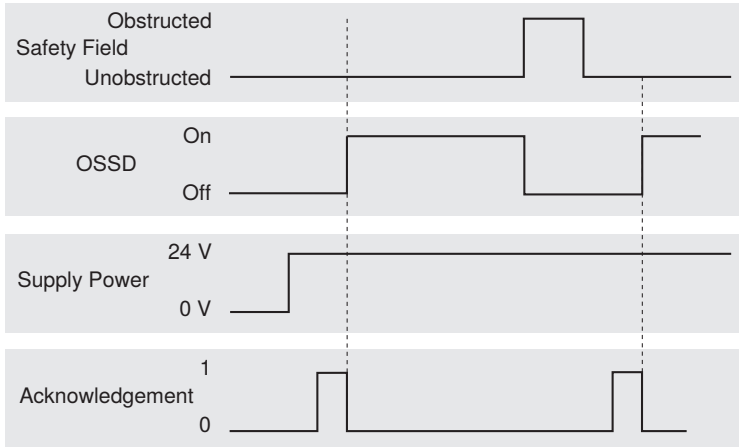 Obstructed
Safety Field
Unobstructed
On
OSSD
Off
24 V
Supply Power
0 V
1
Acknowledgement
0